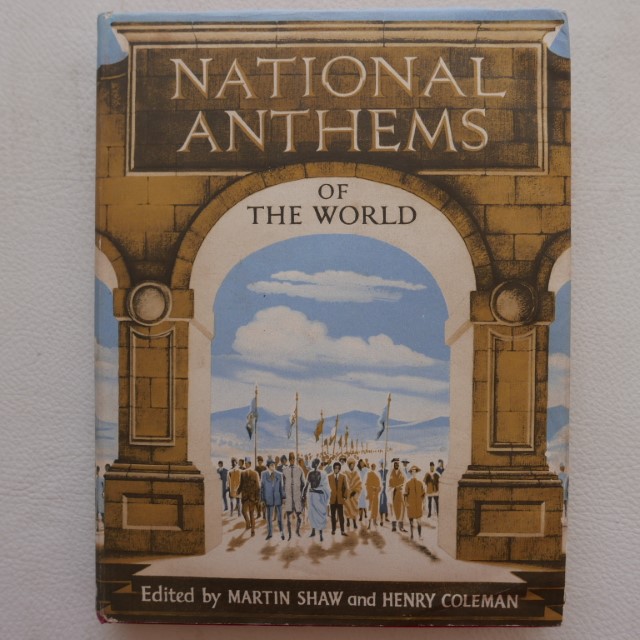 NATIONAL
ANTHEMS
OF
THE WORLD
Edited by MARTIN SHAW and HENRY COLEMAN